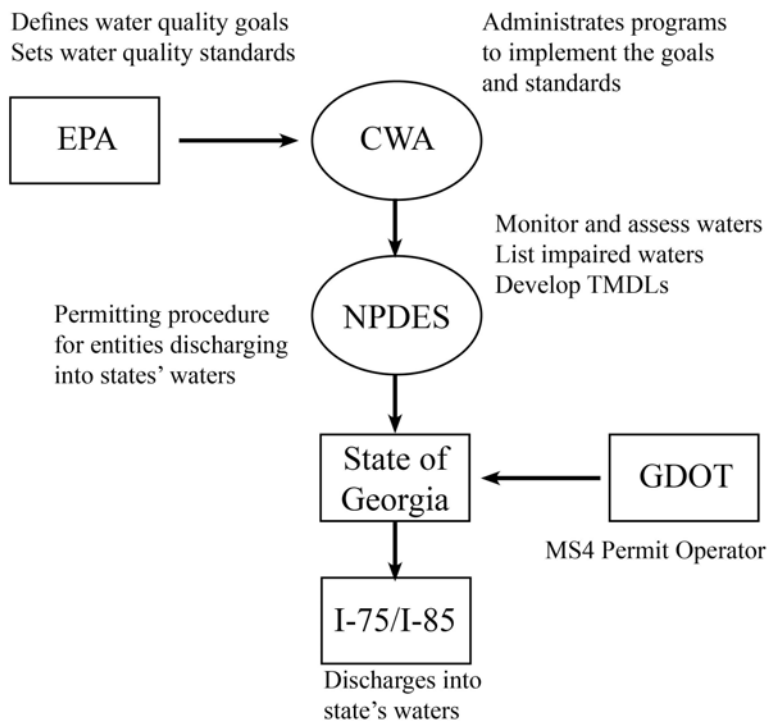 Defines water quality goals
Sets water quality standards
Administrates programs
to implement the goals
and standards
EPA
CWA
Monitor and assess waters
List impaired waters
Develop TMDLs
NPDES
Permitting procedure
for entities discharging
into states’ waters
State of
Georgia
GDOT
MS4 Permit Operator
I-75/I-85
Discharges into
state’s waters